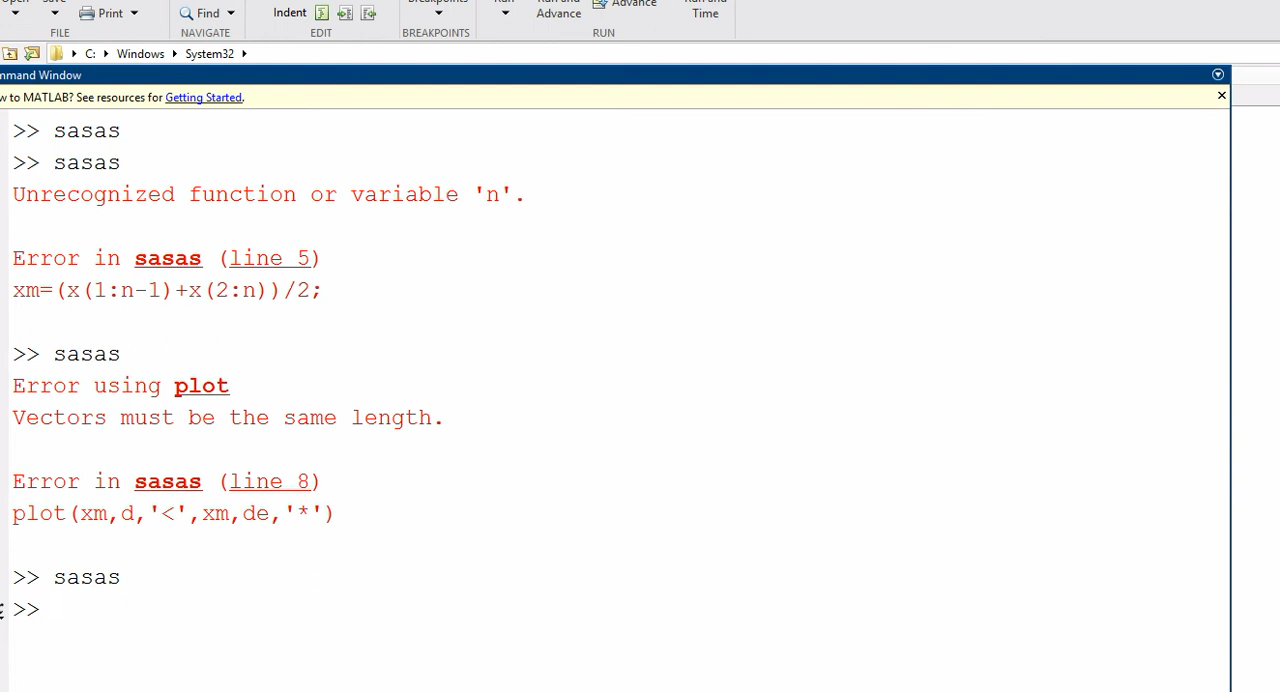 Print Find Indent
Advance
Advance
Time
FILE NAVIGATE EDIT BREAKPOINTS RUN
C: Windows System32
mmand Window
w to MATLAB? See resources for Getting Started.
>> sasas
>> sasas
Unrecognized function or variable 'n'.
Error in sasas (line 5)
xm=(x(1:n-1)+x(2:n))/2;
>> sasas
Error using plot
Vectors must be the same length.
Error in sasas (line 8)
plot(xm,d,'<',xm,de,'*')
>> sasas
>>